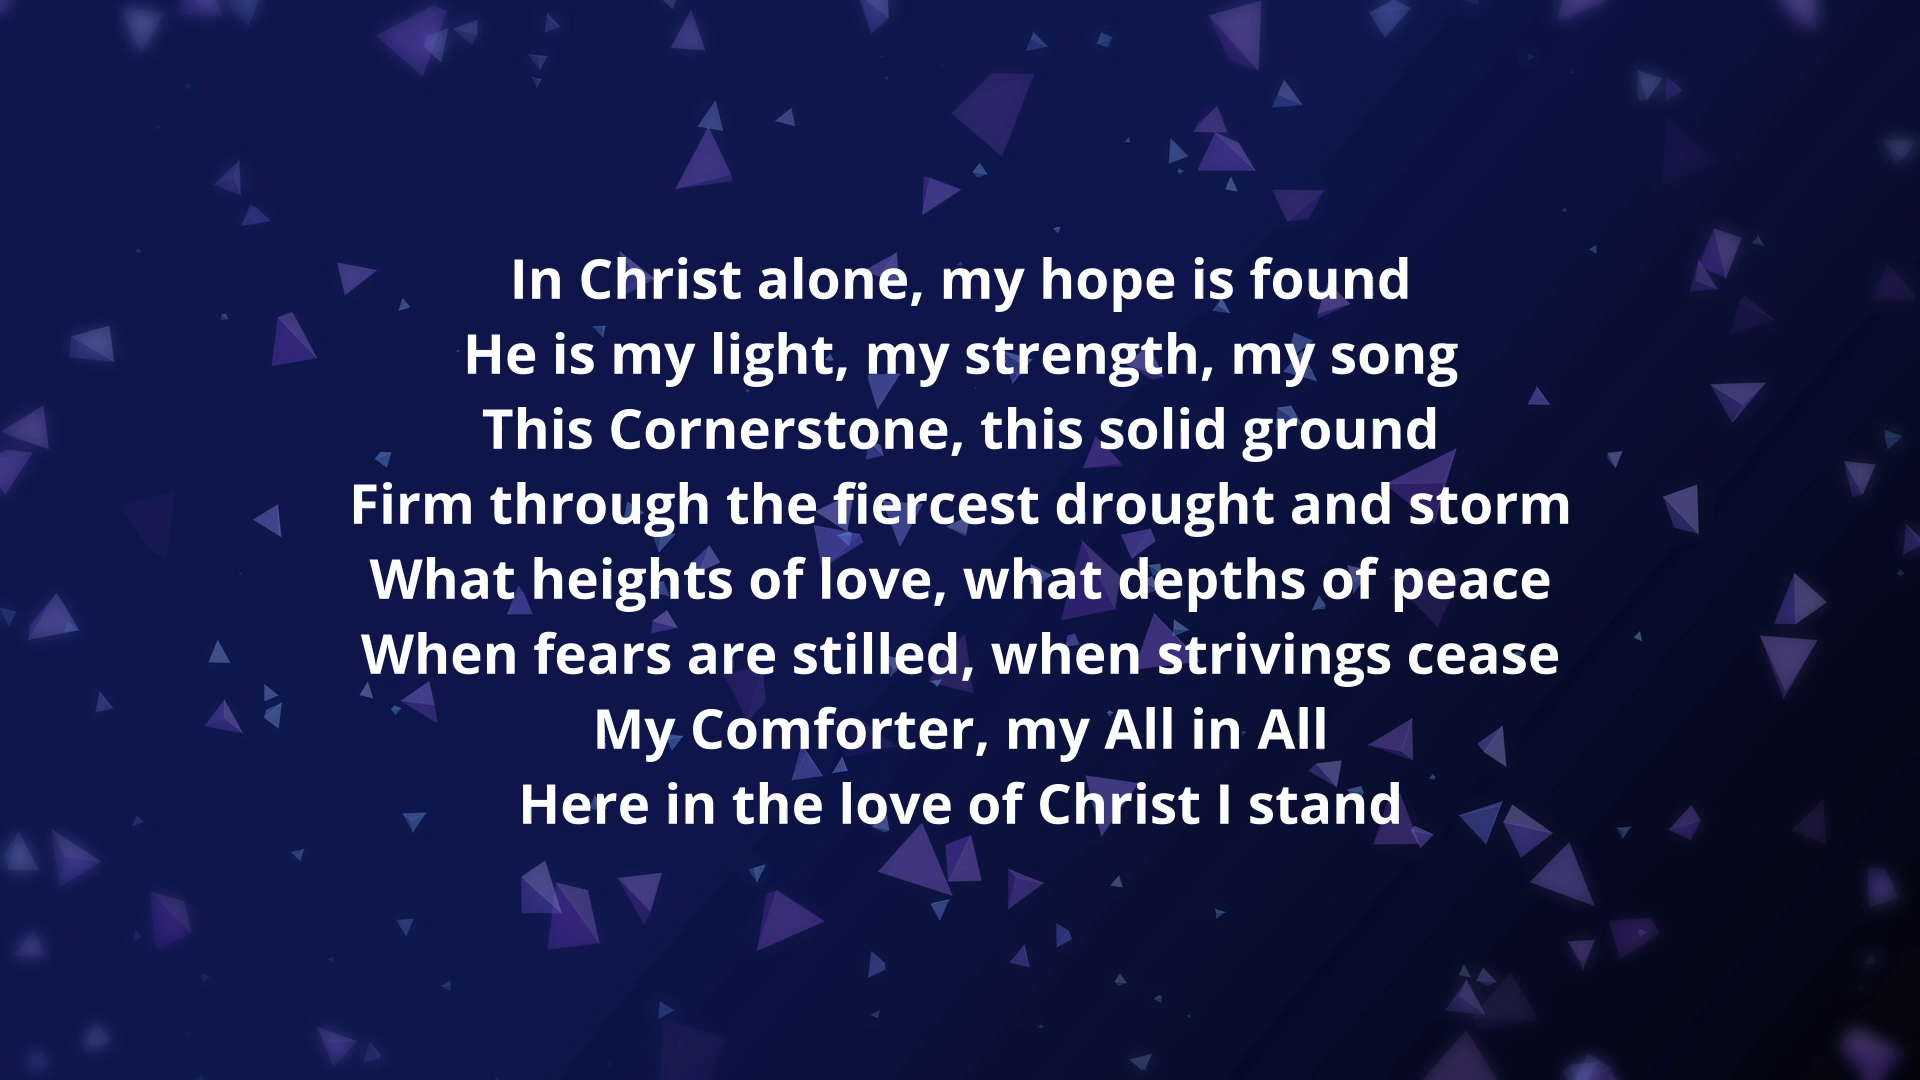 In Christ alone, my hope is found
He is my light, my strength, my song
This Cornerstone, this solid ground
Firm through the fiercest drought and storm
What heights of love, what depths of peace
When fears are stilled, when strivings cease
My Comforter, my All in All
Here in the love of Christ I stand